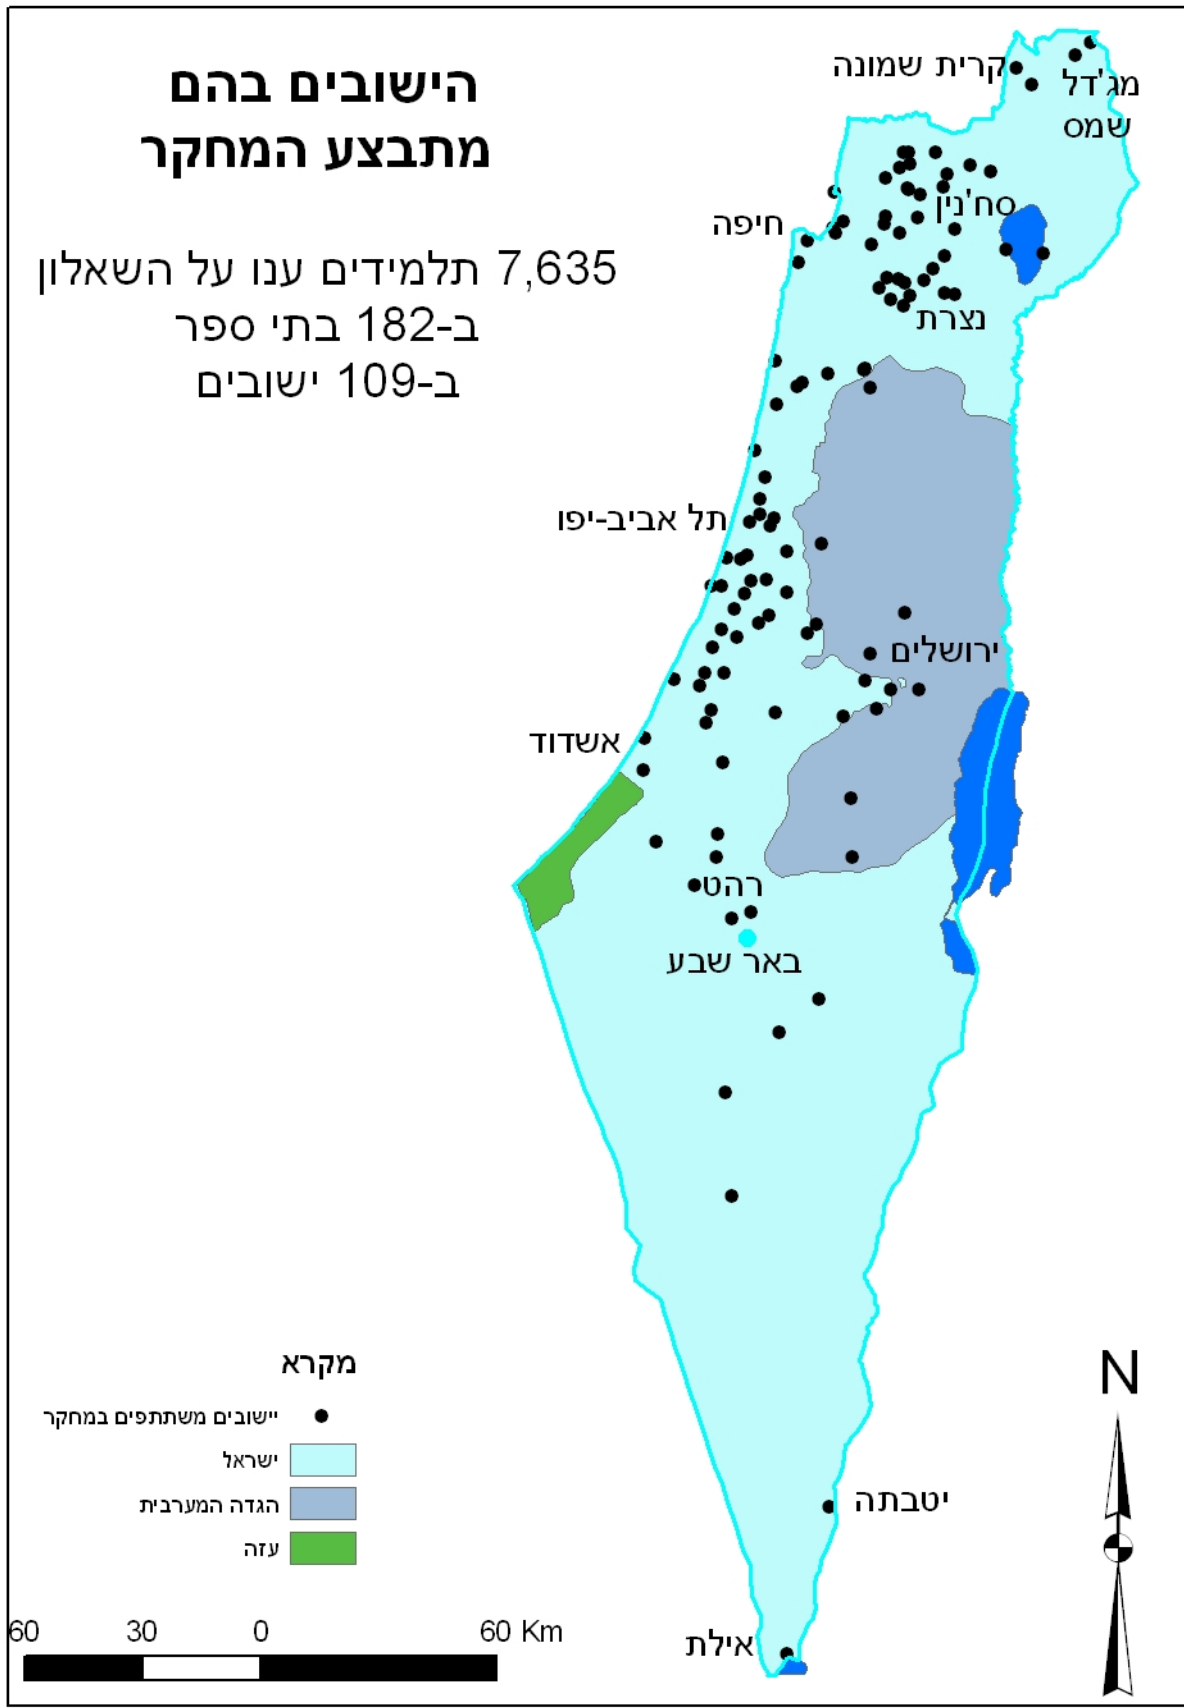 הישובים בהם
מתבצע המחקר
7,635 תלמידים ענו על השאלון
ב-182 בתי ספר
ב-109 ישובים
קרית שמונה
מג'דל
שמס
סח'נין
חיפה
נצרת
תל אביב-יפו
ירושלים
אשדוד
רהט
באר שבע
מקרא
יישובים משתתפים במחקר
ישראל
הגדה המערבית
עזה
N
יטבתה
אילת
60 30 0 60 Km